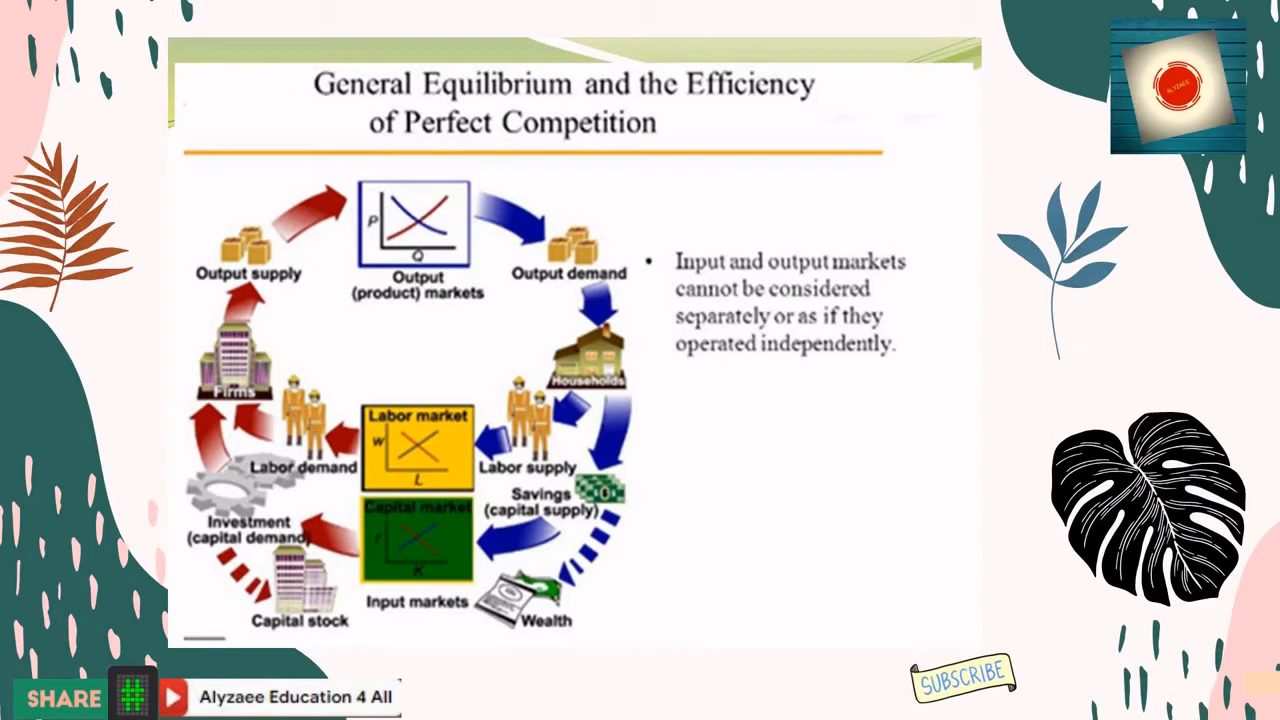 General Equilibrium and the Efficiency
of Perfect Competition
ALYZAEE
P
Q
Output supply
Output
(product) markets
Output demand
• Input and output markets
cannot be considered
separately or as if they
operated independently.
Firms
Households
Labor market
W
L
Labor demand
Labor supply
Savings
(capital supply)
Capital market
r
K
Investment
(capital demand)
Input markets
Capital stock
Wealth
SHARE
Alyzaee Education 4 All
SUBSCRIBE